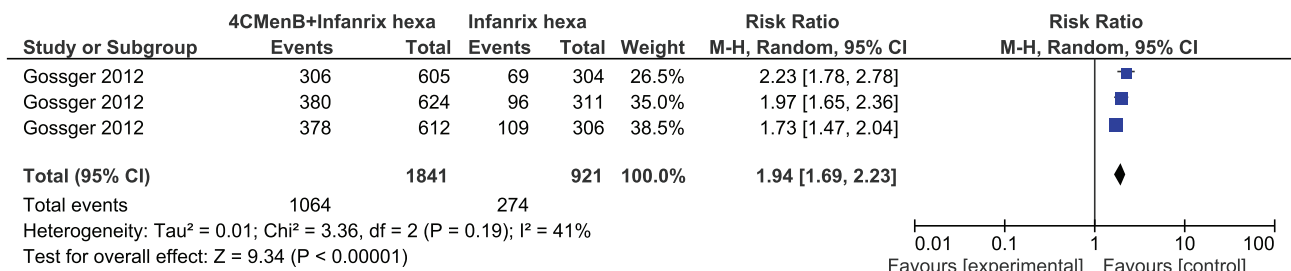 4CMenB+Infanrix hexa Infanrix hexa Risk Ratio Risk Ratio
Study or Subgroup Events Total Events Total Weight M-H, Random, 95% CI M-H, Random, 95% CI
Gossger 2012 306 605 69 304 26.5% 2.23 [1.78, 2.78]
Gossger 2012 380 624 96 311 35.0% 1.97 [1.65, 2.36]
Gossger 2012 378 612 109 306 38.5% 1.73 [1.47, 2.04]
Total (95% CI) 1841 921 100.0% 1.94 [1.69, 2.23]
Total events 1064 274
Heterogeneity: Tau² = 0.01; Chi² = 3.36, df = 2 (P = 0.19); I² = 41%
Test for overall effect: Z = 9.34 (P < 0.00001)
0.01 0.1 1 10 100
Favours [experimental] Favours [control]